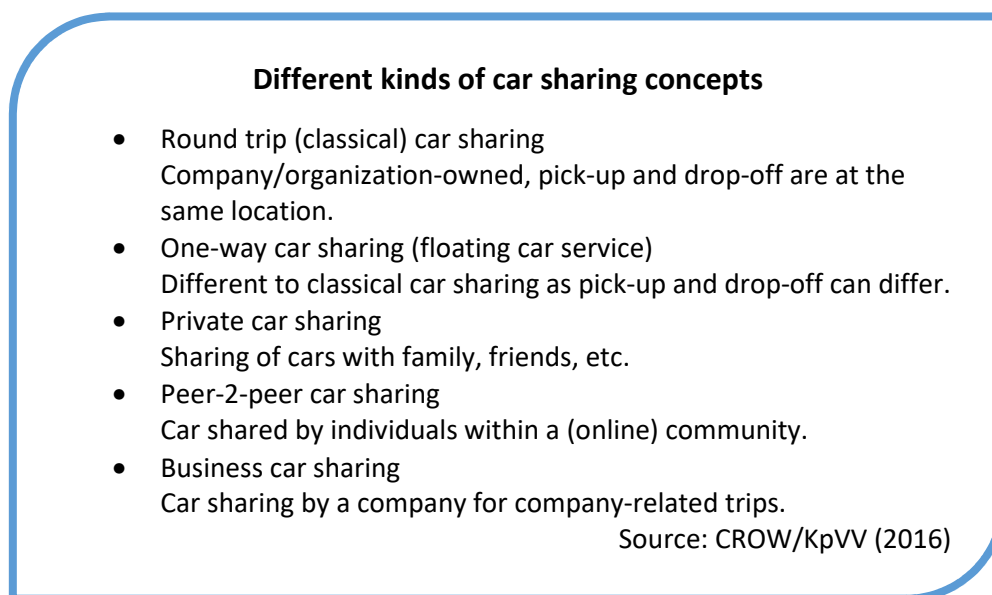 Different kinds of car sharing concepts
• Round trip (classical) car sharing
Company/organization-owned, pick-up and drop-off are at the
same location.
• One-way car sharing (floating car service)
Different to classical car sharing as pick-up and drop-off can differ.
• Private car sharing
Sharing of cars with family, friends, etc.
• Peer-2-peer car sharing
Car shared by individuals within a (online) community.
• Business car sharing
Car sharing by a company for company-related trips.
Source: CROW/KpVV (2016)